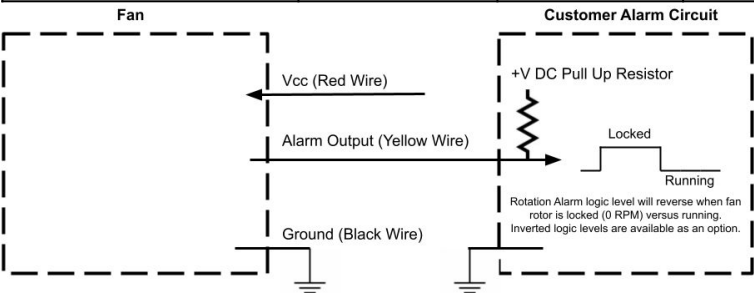 Fan
Customer Alarm Circuit
Vcc (Red Wire)
+V DC Pull Up Resistor
Alarm Output (Yellow Wire)
Locked
Running
Rotation Alarm logic level will reverse when fan
rotor is locked (0 RPM) versus running.
Inverted logic levels are available as an option.
Ground (Black Wire)